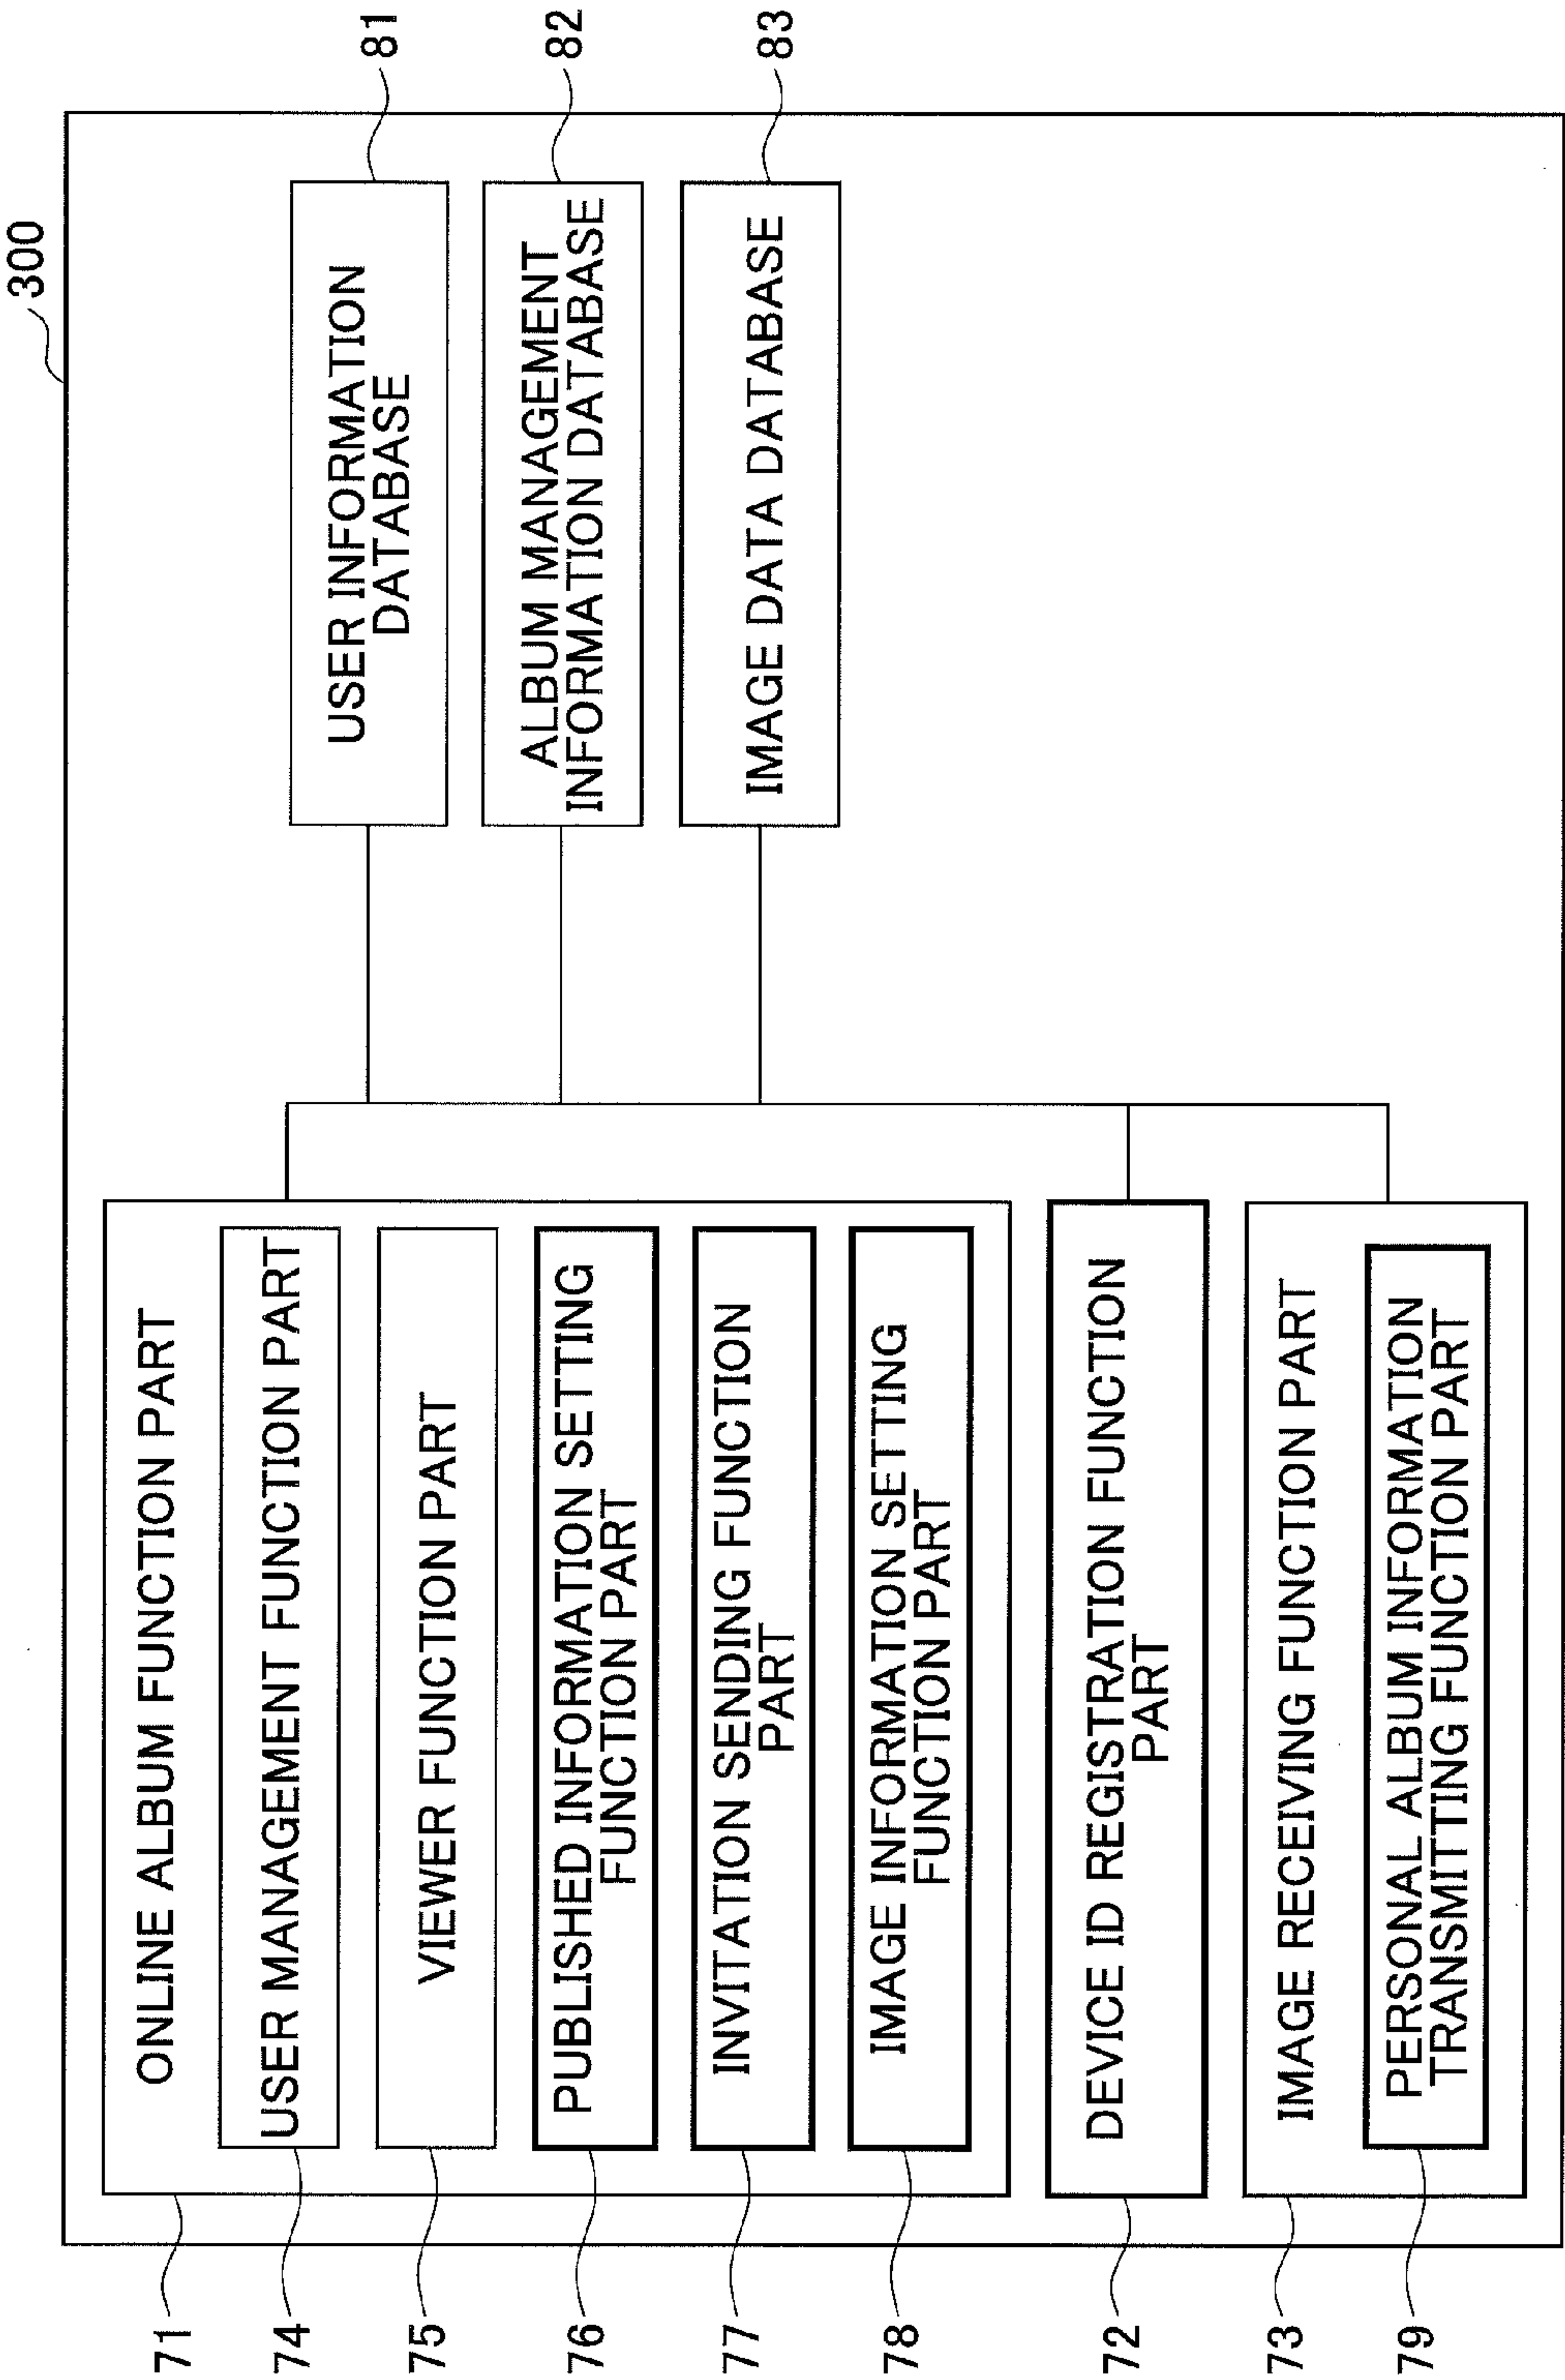 300
71
ONLINE ALBUM FUNCTION PART
74
USER MANAGEMENT FUNCTION PART
75
VIEWER FUNCTION PART
76
PUBLISHED INFORMATION SETTING
FUNCTION PART
77
INVITATION SENDING FUNCTION
PART
78
IMAGE INFORMATION SETTING
FUNCTION PART
72
DEVICE ID REGISTRATION FUNCTION
PART
73
IMAGE RECEIVING FUNCTION PART
79
PERSONAL ALBUM INFORMATION
TRANSMITTING FUNCTION PART
USER INFORMATION
DATABASE
81
ALBUM MANAGEMENT
INFORMATION DATABASE
82
IMAGE DATA DATABASE
83